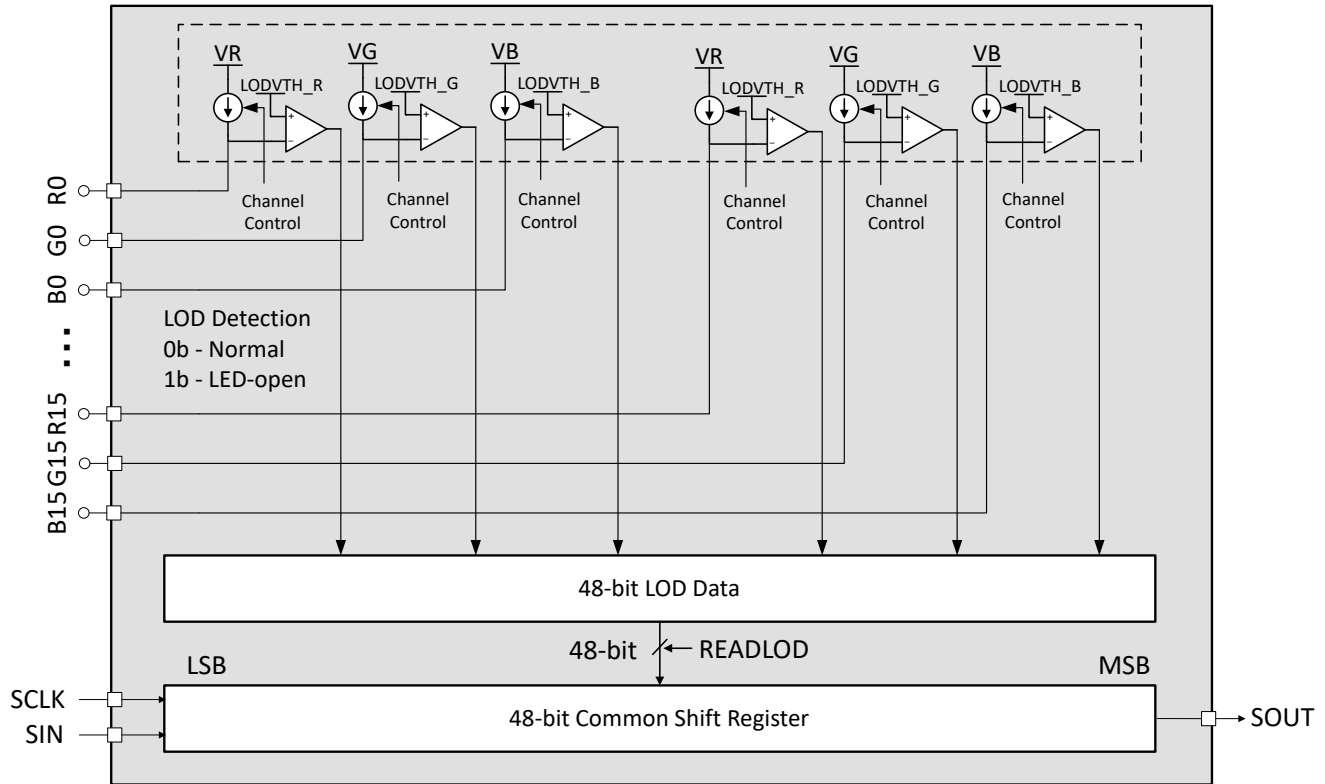 VR
VG
VB
VR
VG
VB
LODVTH_R
LODVTH_G
LODVTH_B
LODVTH_R
LODVTH_G
LODVTH_B
+
−
+
−
+
−
+
−
+
−
+
−
Channel
Control
Channel
Control
Channel
Control
Channel
Control
Channel
Control
Channel
Control
R0
G0
B0
...
R15
G15
B15
LOD Detection
0b - Normal
1b - LED-open
48-bit LOD Data
48-bit
READLOD
LSB
MSB
SCLK
SIN
48-bit Common Shift Register
SOUT